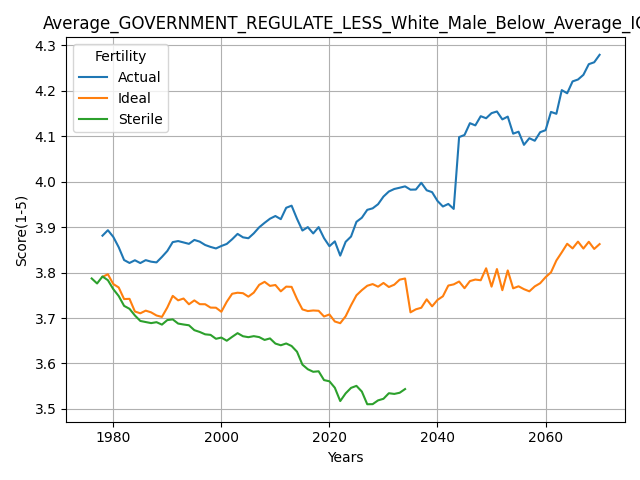 Average_GOVERNMENT_REGULATE_LESS_White_Male_Below_Average_IQ
Fertility
Actual
Ideal
Sterile
Score(1-5)
4.3
4.2
4.1
4.0
3.9
3.8
3.7
3.6
3.5
1980 2000 2020 2040 2060
Years